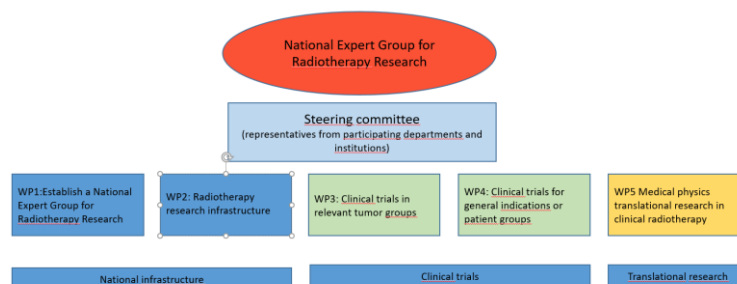 National Expert Group for
Radiotherapy Research
Steering committee
(representatives from participating departments and
institutions)
WP1:Establish a National
Expert Group for
Radiotherapy Research
WP2: Radiotherapy
research infrastructure
WP3: Clinical trials in
relevant tumor groups
WP4: Clinical trials for
general indications or
patient groups
WP5 Medical physics
translational research in
clinical radiotherapy
National infrastructure
Clinical trials
Translational research